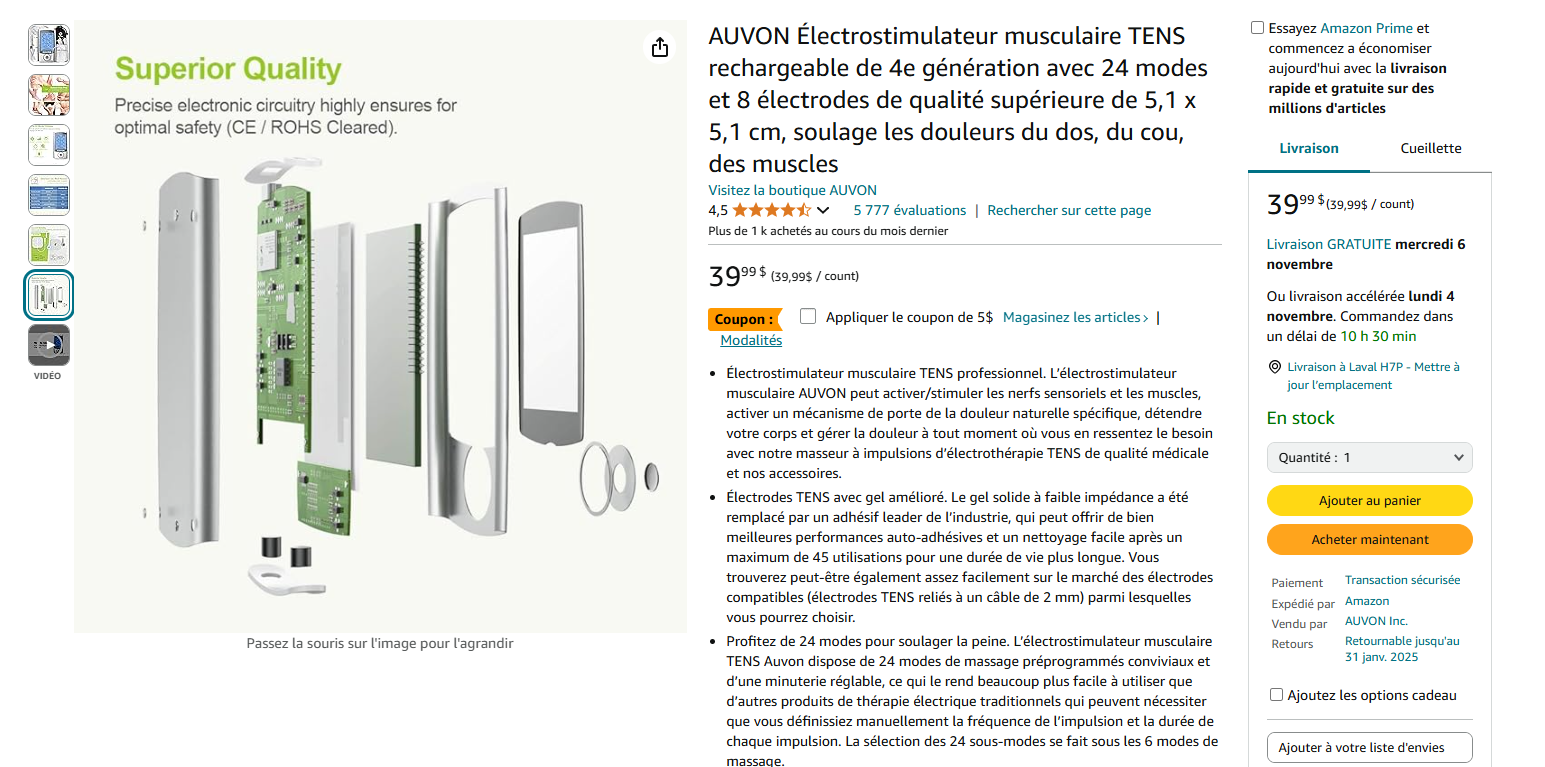 Superior Quality
Precise electronic circuitry highly ensures for
optimal safety (CE / ROHS Cleared).
VIDÉO
Passez la souris sur l'image pour l'agrandir
AUVON Électrostimulateur musculaire TENS
rechargeable de 4e génération avec 24 modes
et 8 électrodes de qualité supérieure de 5,1 x
5,1 cm, soulage les douleurs du dos, du cou,
des muscles
Visitez la boutique AUVON
4,5
5 777 évaluations | Rechercher sur cette page
Plus de 1 k achetés au cours du mois dernier
39 99 $ (39,99$ / count)
Coupon : Appliquer le coupon de 5$ Magasinez les articles › |
Modalités
• Électrostimulateur musculaire TENS professionnel. L'électrostimulateur
musculaire AUVON peut activer/stimuler les nerfs sensoriels et les muscles,
activer un mécanisme de porte de la douleur naturelle spécifique, détendre
votre corps et gérer la douleur à tout moment où vous en ressentez le besoin
avec notre masseur à impulsions d'électrothérapie TENS de qualité médicale
et nos accessoires.
• Électrodes TENS avec gel amélioré. Le gel solide à faible impédance a été
remplacé par un adhésif leader de l'industrie, qui peut offrir de bien
meilleures performances auto-adhésives et un nettoyage facile après un
maximum de 45 utilisations pour une durée de vie plus longue. Vous
trouverez peut-être également assez facilement sur le marché des électrodes
compatibles (électrodes TENS reliés à un câble de 2 mm) parmi lesquelles
vous pourrez choisir.
• Profitez de 24 modes pour soulager la peine. L'électrostimulateur musculaire
TENS Auvon dispose de 24 modes de massage préprogrammés conviviaux et
d'une minuterie réglable, ce qui le rend beaucoup plus facile à utiliser que
d'autres produits de thérapie électrique traditionnels qui peuvent nécessiter
que vous définissiez manuellement la fréquence de l'impulsion et la durée de
chaque impulsion. La sélection des 24 sous-modes se fait sous les 6 modes de
massage.
Essayez Amazon Prime et
commencez a économiser
aujourd'hui avec la livraison
rapide et gratuite sur des
millions d'articles
Livraison
Cueillette
39 99 $ (39,99$ / count)
Livraison GRATUITE mercredi 6
novembre
Ou livraison accélérée lundi 4
novembre. Commandez dans
un délai de 10 h 30 min
Livraison à Laval H7P - Mettre à
jour l'emplacement
En stock
Quantité : 1
Ajouter au panier
Acheter maintenant
Paiement Transaction sécurisée
Expédié par Amazon
Vendu par AUVON Inc.
Retours Retournable jusqu'au
31 janv. 2025
Ajoutez les options cadeau
Ajouter à votre liste d'envies